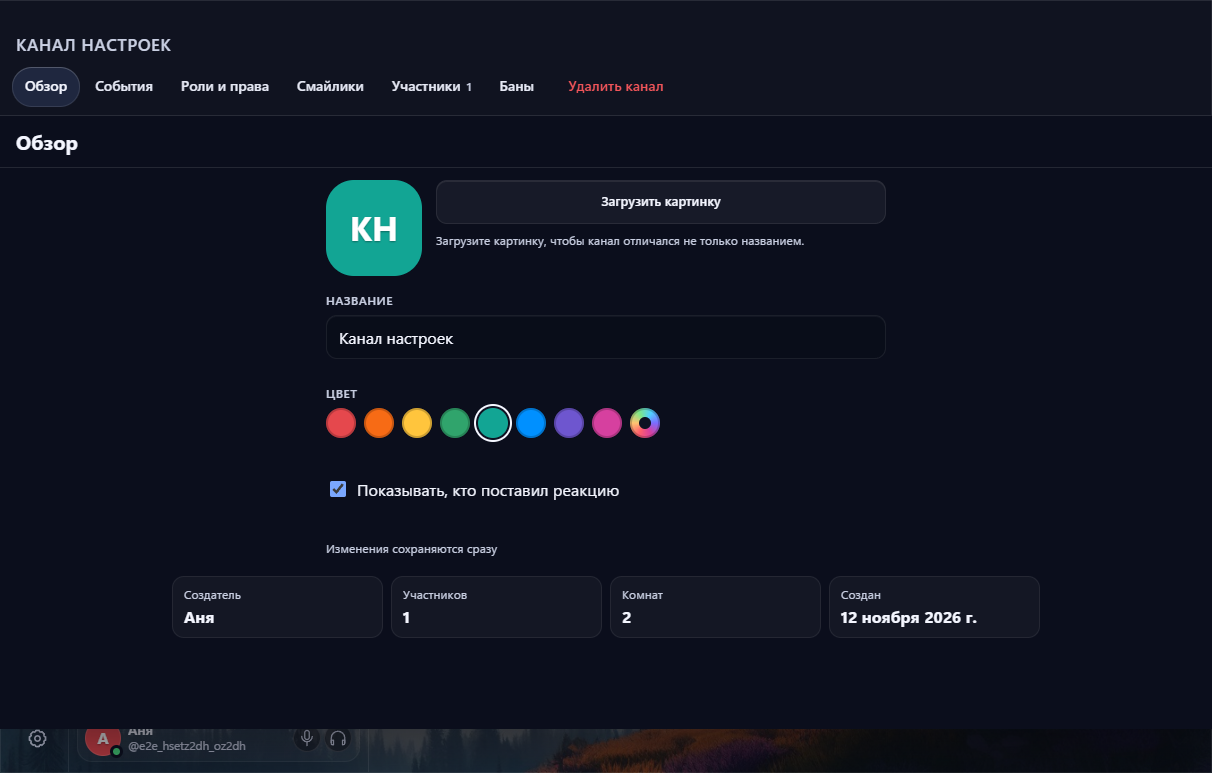 КАНАЛ НАСТРОЕК
Обзор События Роли и права Смайлики Участники 1 Баны Удалить канал
Обзор
КН
Загрузить картинку
Загрузите картинку, чтобы канал отличался не только названием.
НАЗВАНИЕ
Канал настроек
ЦВЕТ
Показывать, кто поставил реакцию
Изменения сохраняются сразу
Создатель Участников Комнат Создан
Аня 1 2 12 ноября 2026 г.
А Аня
@e2e_hsetz2dh_oz2dh